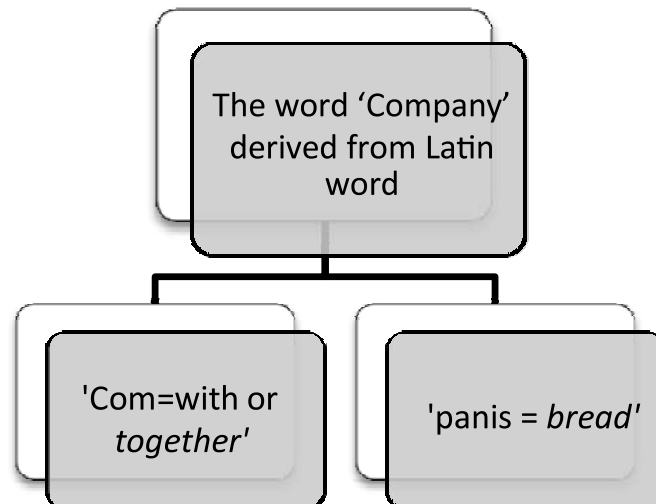 The word ‘Company’
derived from Latin
word
'Com=with or
together'
'panis = bread'